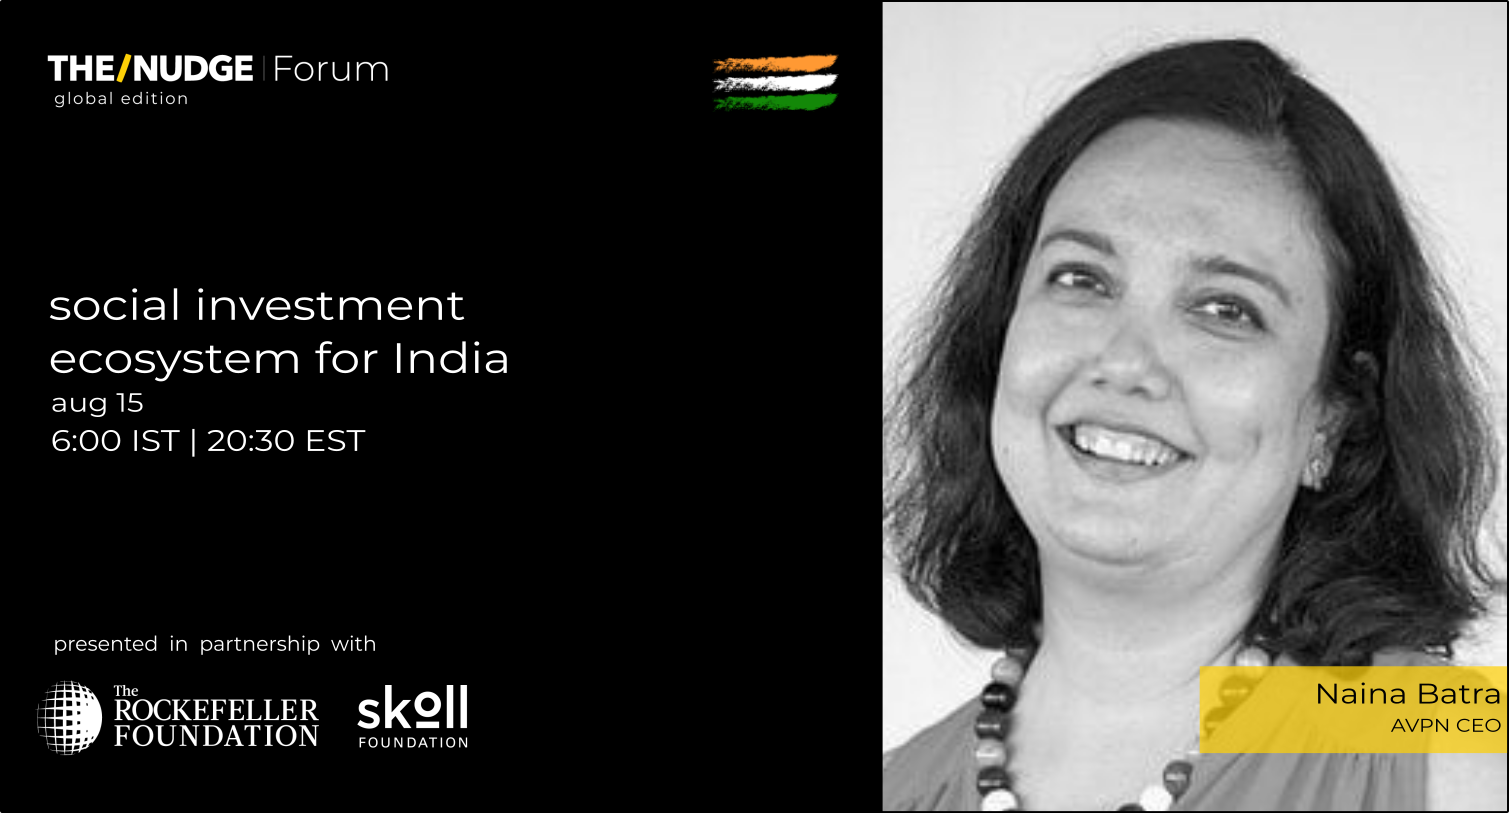 THE/NUDGE | Forum
global edition
social investment
ecosystem for India
aug 15
6:00 IST | 20:30 EST
presented in partnership with
The
ROCKEFELLER
FOUNDATION
skoll
FOUNDATION
Naina Batra
AVPN CEO